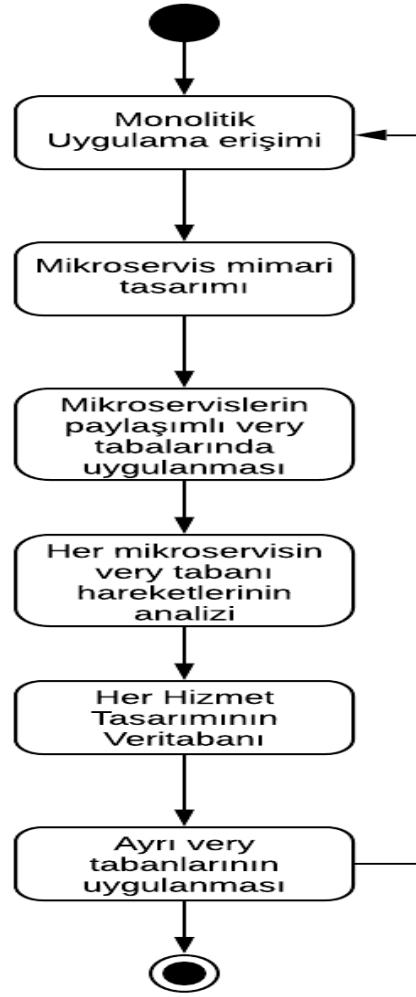 Monolitik
Uygulama erişimi
Mikroservis mimari
tasarımı
Mikroservislerin
paylaşımlı very
tabalarında
uygulanması
Her mikroservisin
very tabanı
hareketlerinin
analizi
Her Hizmet
Tasarımının
Veritabanı
Ayrı very
tabanlarının
uygulanması